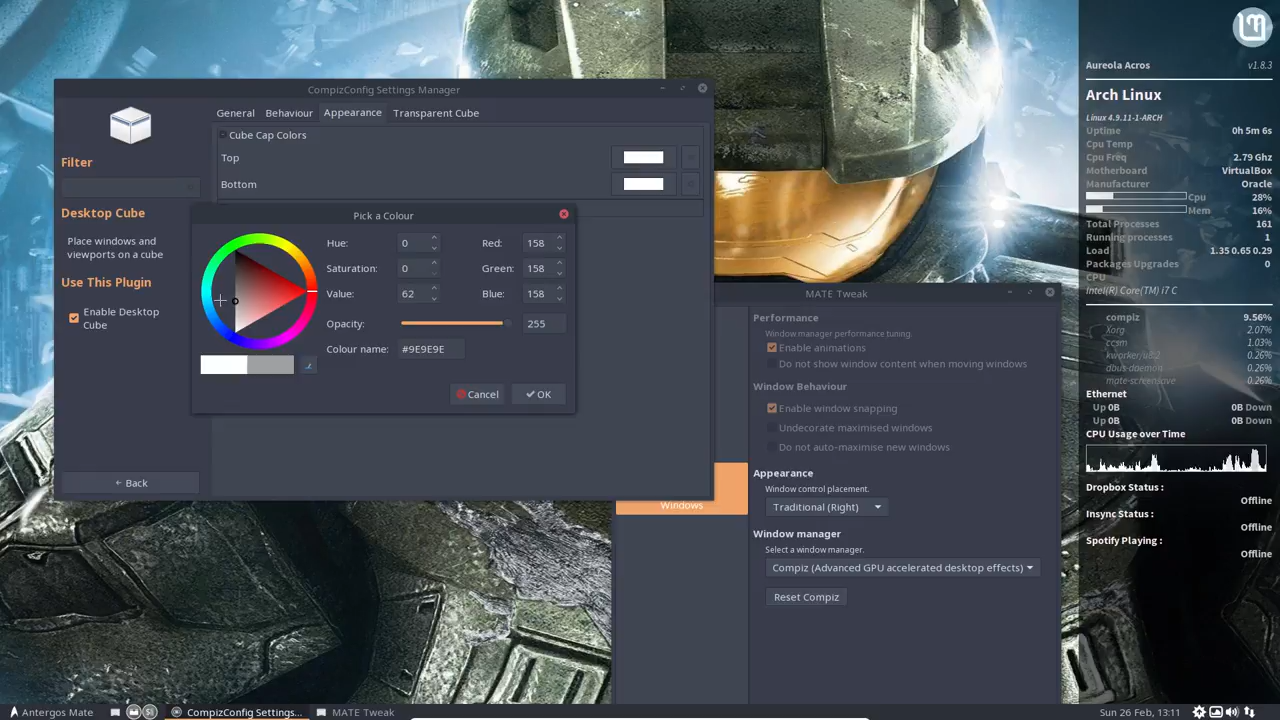 CompizConfig Settings Manager
General Behaviour Appearance Transparent Cube
Cube Cap Colors
Top
Bottom
Filter
Desktop Cube
Place windows and
viewports on a cube
Use This Plugin
Enable Desktop
Cube
Back
Pick a Colour
Hue: 0 Red: 158
Saturation: 0 Green: 158
Value: 62 Blue: 158
Opacity: 255
Colour name: #9E9E9E
Cancel OK
MATE Tweak
Windows
Performance
Window manager performance tuning.
Enable animations
Do not show window content when moving windows
Window Behaviour
Enable window snapping
Undecorate maximised windows
Do not auto-maximise new windows
Appearance
Window control placement.
Traditional (Right)
Window manager
Select a window manager.
Compiz (Advanced GPU accelerated desktop effects)
Reset Compiz
Aureola Acros v1.8.3
Arch Linux
Linux 4.9.11-1-ARCH
Uptime 0h 5m 6s
Cpu Temp
Cpu Freq 2.79 Ghz
Motherboard VirtualBox
Manufacturer Oracle
Cpu 28%
Mem 16%
Total Processes 161
Running processes 1
Load 1.35 0.65 0.29
Packages Upgrades 0
CPU
Intel(R) Core(TM) i7 C
compiz 9.56%
Xorg 2.07%
ccsm 1.03%
kworker/u8:2 0.26%
dbus-daemon 0.26%
mate-screensave 0.26%
Ethernet
Up 0B 0B Down
Up 0B 0B Down
CPU Usage over Time
Dropbox Status :
Offline
Insync Status :
Offline
Spotify Playing :
Offline
Antergos Mate CompizConfig Settings... MATE Tweak Sun 26 Feb, 13:11